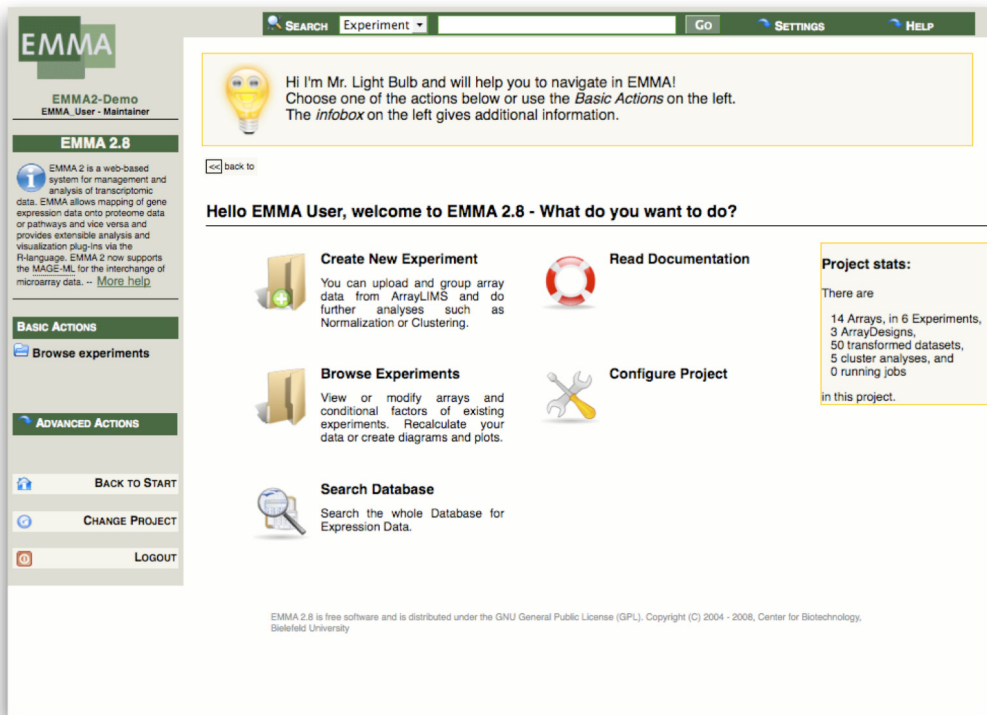 EMMA
EMMA2-Demo
EMMA_User - Maintainer
EMMA 2.8
EMMA 2 is a web-based
system for management and
analysis of transcriptomic
data. EMMA allows mapping of gene
expression data onto proteome data
or pathways and vice versa and
provides extensible analysis and
visualization plug-Ins via the
R-language. EMMA 2 now supports
the MAGE-ML for the interchange of
microarray data. -- More help
BASIC ACTIONS
Browse experiments
ADVANCED ACTIONS
BACK TO START
CHANGE PROJECT
LOGOUT
SEARCH Experiment Go SETTINGS HELP
Hi I'm Mr. Light Bulb and will help you to navigate in EMMA!
Choose one of the actions below or use the Basic Actions on the left.
The infobox on the left gives additional information.
<< back to
Hello EMMA User, welcome to EMMA 2.8 - What do you want to do?
Create New Experiment
You can upload and group array
data from ArrayLIMS and do
further analyses such as
Normalization or Clustering.
Read Documentation
Browse Experiments
View or modify arrays and
conditional factors of existing
experiments. Recalculate your
data or create diagrams and plots.
Configure Project
Search Database
Search the whole Database for
Expression Data.
Project stats:
There are
14 Arrays, in 6 Experiments,
3 ArrayDesigns,
50 transformed datasets,
5 cluster analyses, and
0 running jobs
in this project.
EMMA 2.8 is free software and is distributed under the GNU General Public License (GPL). Copyright (C) 2004 - 2008, Center for Biotechnology,
Bielefeld University